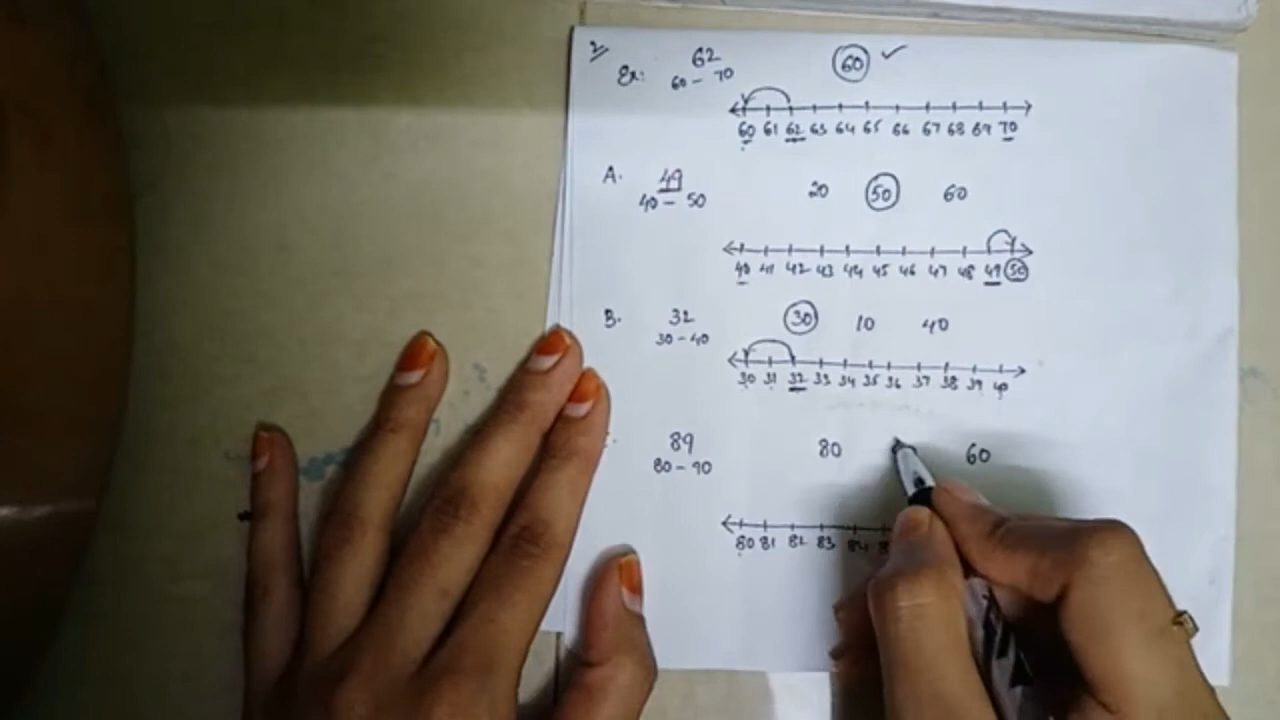 2
Ex: 62 60 ✓
60 - 70
60 61 62 63 64 65 66 67 68 69 70
A. 49 20 50 60
40 - 50
40 41 42 43 44 45 46 47 48 49 50
B. 32 30 10 40
30 - 40
30 31 32 33 34 35 36 37 38 39 40
89 80 60
80 - 90
80 81 82 83 84